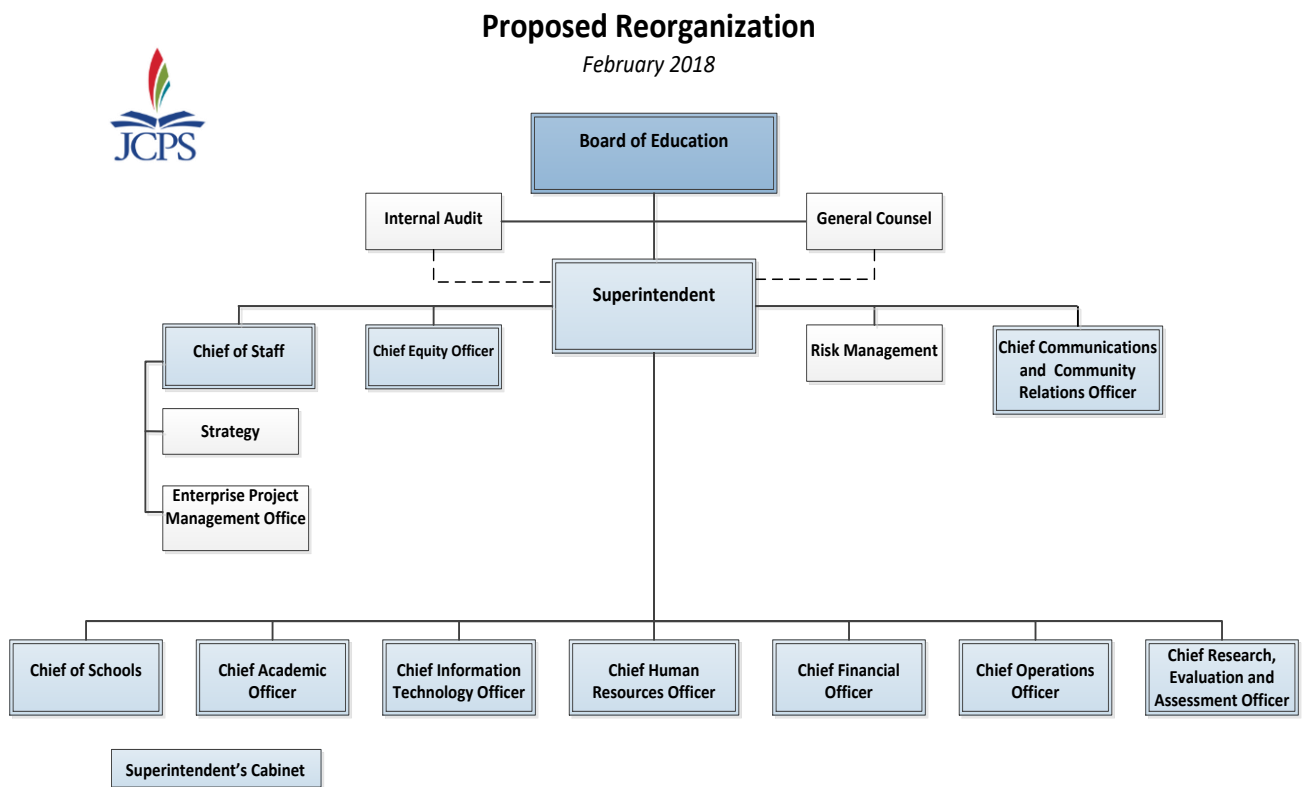 Proposed Reorganization
February 2018
JCPS
Board of Education
Internal Audit
General Counsel
Superintendent
Chief of Staff
Chief Equity Officer
Risk Management
Chief Communications
and Community
Relations Officer
Strategy
Enterprise Project
Management Office
Chief of Schools
Chief Academic
Officer
Chief Information
Technology Officer
Chief Human
Resources Officer
Chief Financial
Officer
Chief Operations
Officer
Chief Research,
Evaluation and
Assessment Officer
Superintendent's Cabinet